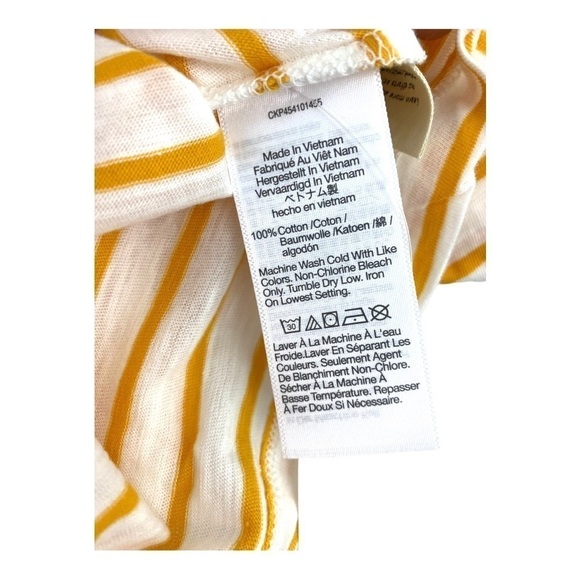 CKP454101465
Made In Vietnam
Fabriqué Au Viêt Nam
Hergestellt In Vietnam
Vervaardigd In Vietnam
ベトナム製
hecho en vietnam
100%Cotton /Coton /
Baumwolle /Katoen /綿 /
algodón
Machine Wash Cold With Like
Colors. Non-Chlorine Bleach
Only. Tumble Dry Low. Iron
On Lowest Setting.
30
Laver À La Machine À L'eau
Froide.Laver En Séparant Les
Couleurs. Seulement Agent
De Blanchiment Non-Chlore.
Sécher À La Machine À
Basse Température. Repasser
À Fer Doux Si Nécessaire.